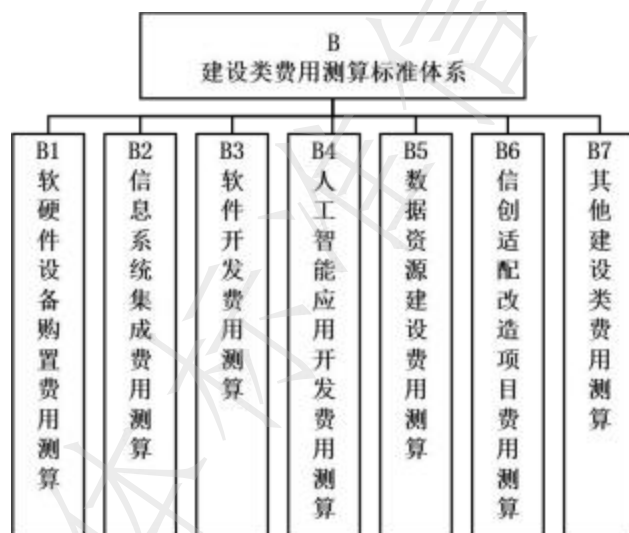 B
建设类费用测算标准体系
B1
软硬件设备购置费用测算
B2
信息系统集成费用测算
B3
软件开发费用测算
B4
人工智能应用开发费用测算
B5
数据资源建设费用测算
B6
信创适配改造项目费用测算
B7
其他建设类费用测算